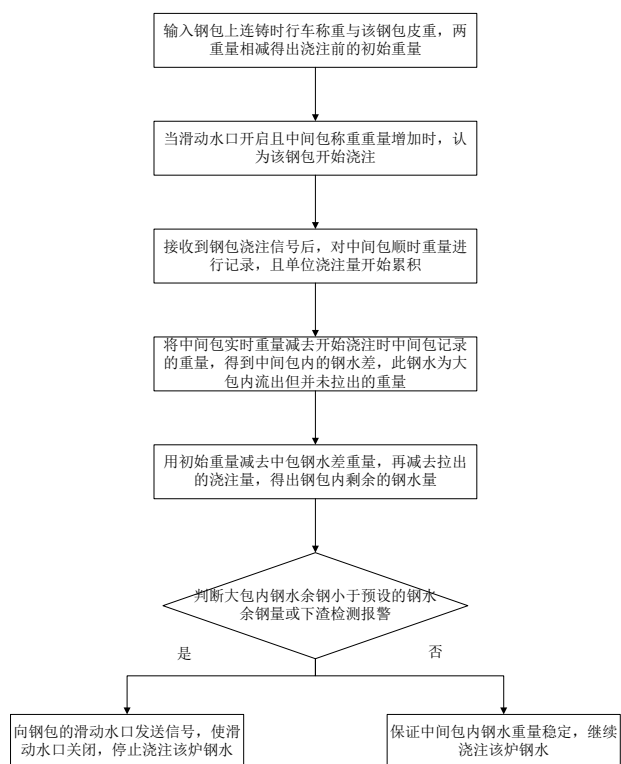 输入钢包上连铸时行车称重与该钢包皮重，两
重量相减得出浇注前的初始重量
当滑动水口开启且中间包称重重量增加时，认
为该钢包开始浇注
接收到钢包浇注信号后，对中间包顺时重量进
行记录，且单位浇注量开始累积
将中间包实时重量减去开始浇注时中间包记录
的重量，得到中间包内的钢水差，此钢水为大
包内流出但并未拉出的重量
用初始重量减去中包钢水差重量，再减去拉出
的浇注量，得出钢包内剩余的钢水量
判断大包内钢水余钢小于预设的钢水
余钢量或下渣检测报警
是
否
向钢包的滑动水口发送信号，使滑
动水口关闭，停止浇注该炉钢水
保证中间包内钢水重量稳定，继续
浇注该炉钢水